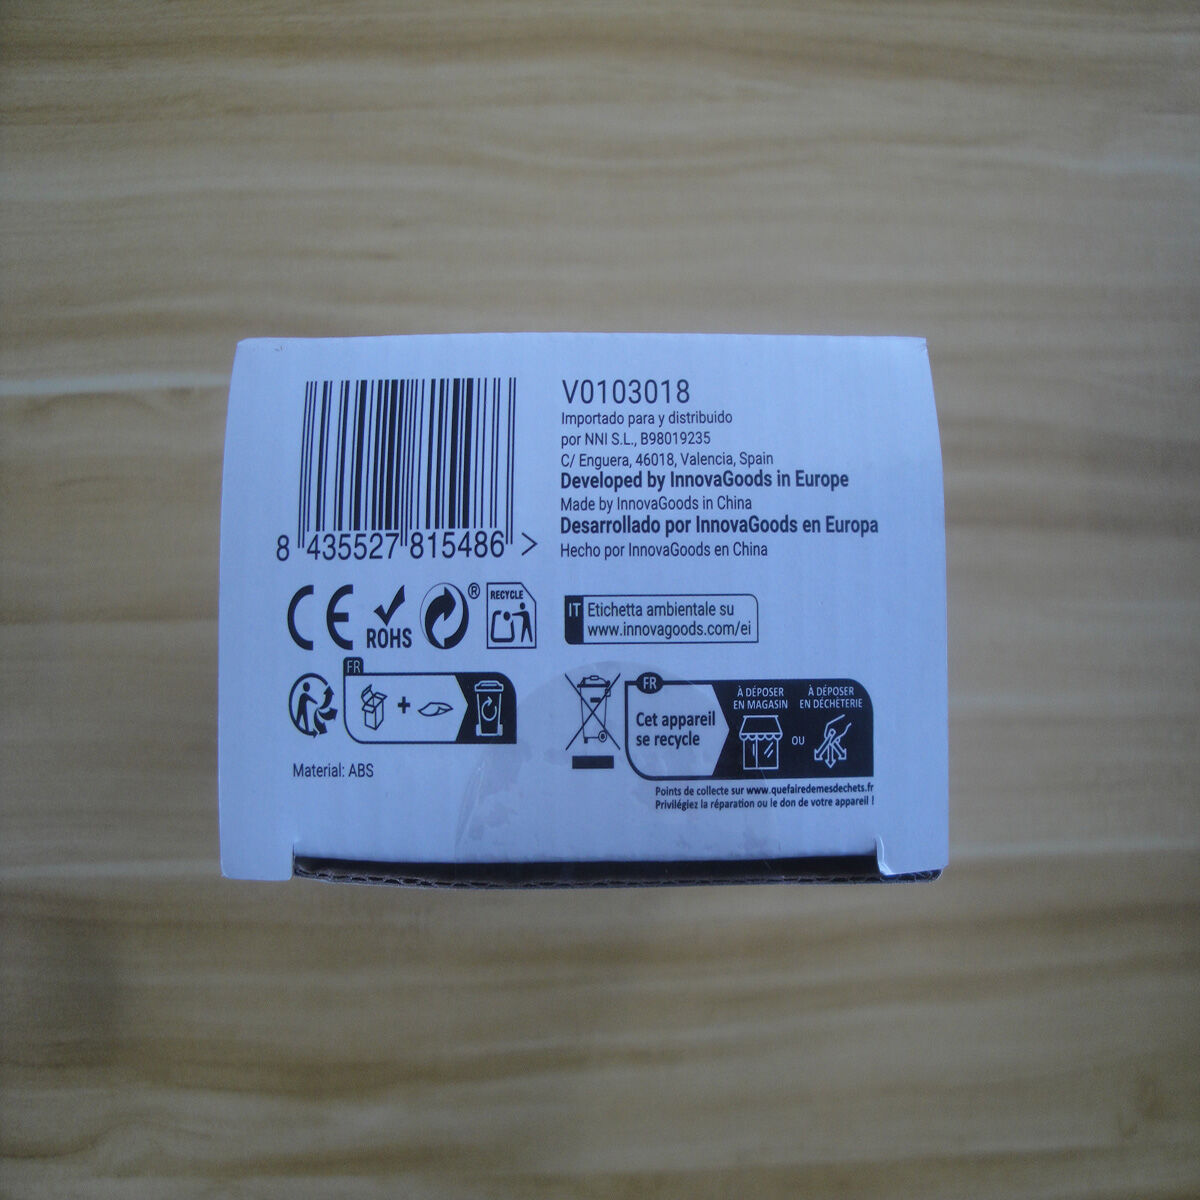 8 435527 815486 >
V0103018
Importado para y distribuido
por NNI S.L., B98019235
C/ Enguera, 46018, Valencia, Spain
Developed by InnovaGoods in Europe
Made by InnovaGoods in China
Desarrollado por InnovaGoods en Europa
Hecho por InnovaGoods en China
CE
ROHS
®
RECYCLE
IT Etichetta ambientale su
www.innovagoods.com/ei
FR
+
Material: ABS
FR
Cet appareil
se recycle
À DÉPOSER
EN MAGASIN
OU
À DÉPOSER
EN DÉCHÈTERIE
Points de collecte sur www.quefairedemesdechets.fr
Privilégiez la réparation ou le don de votre appareil !